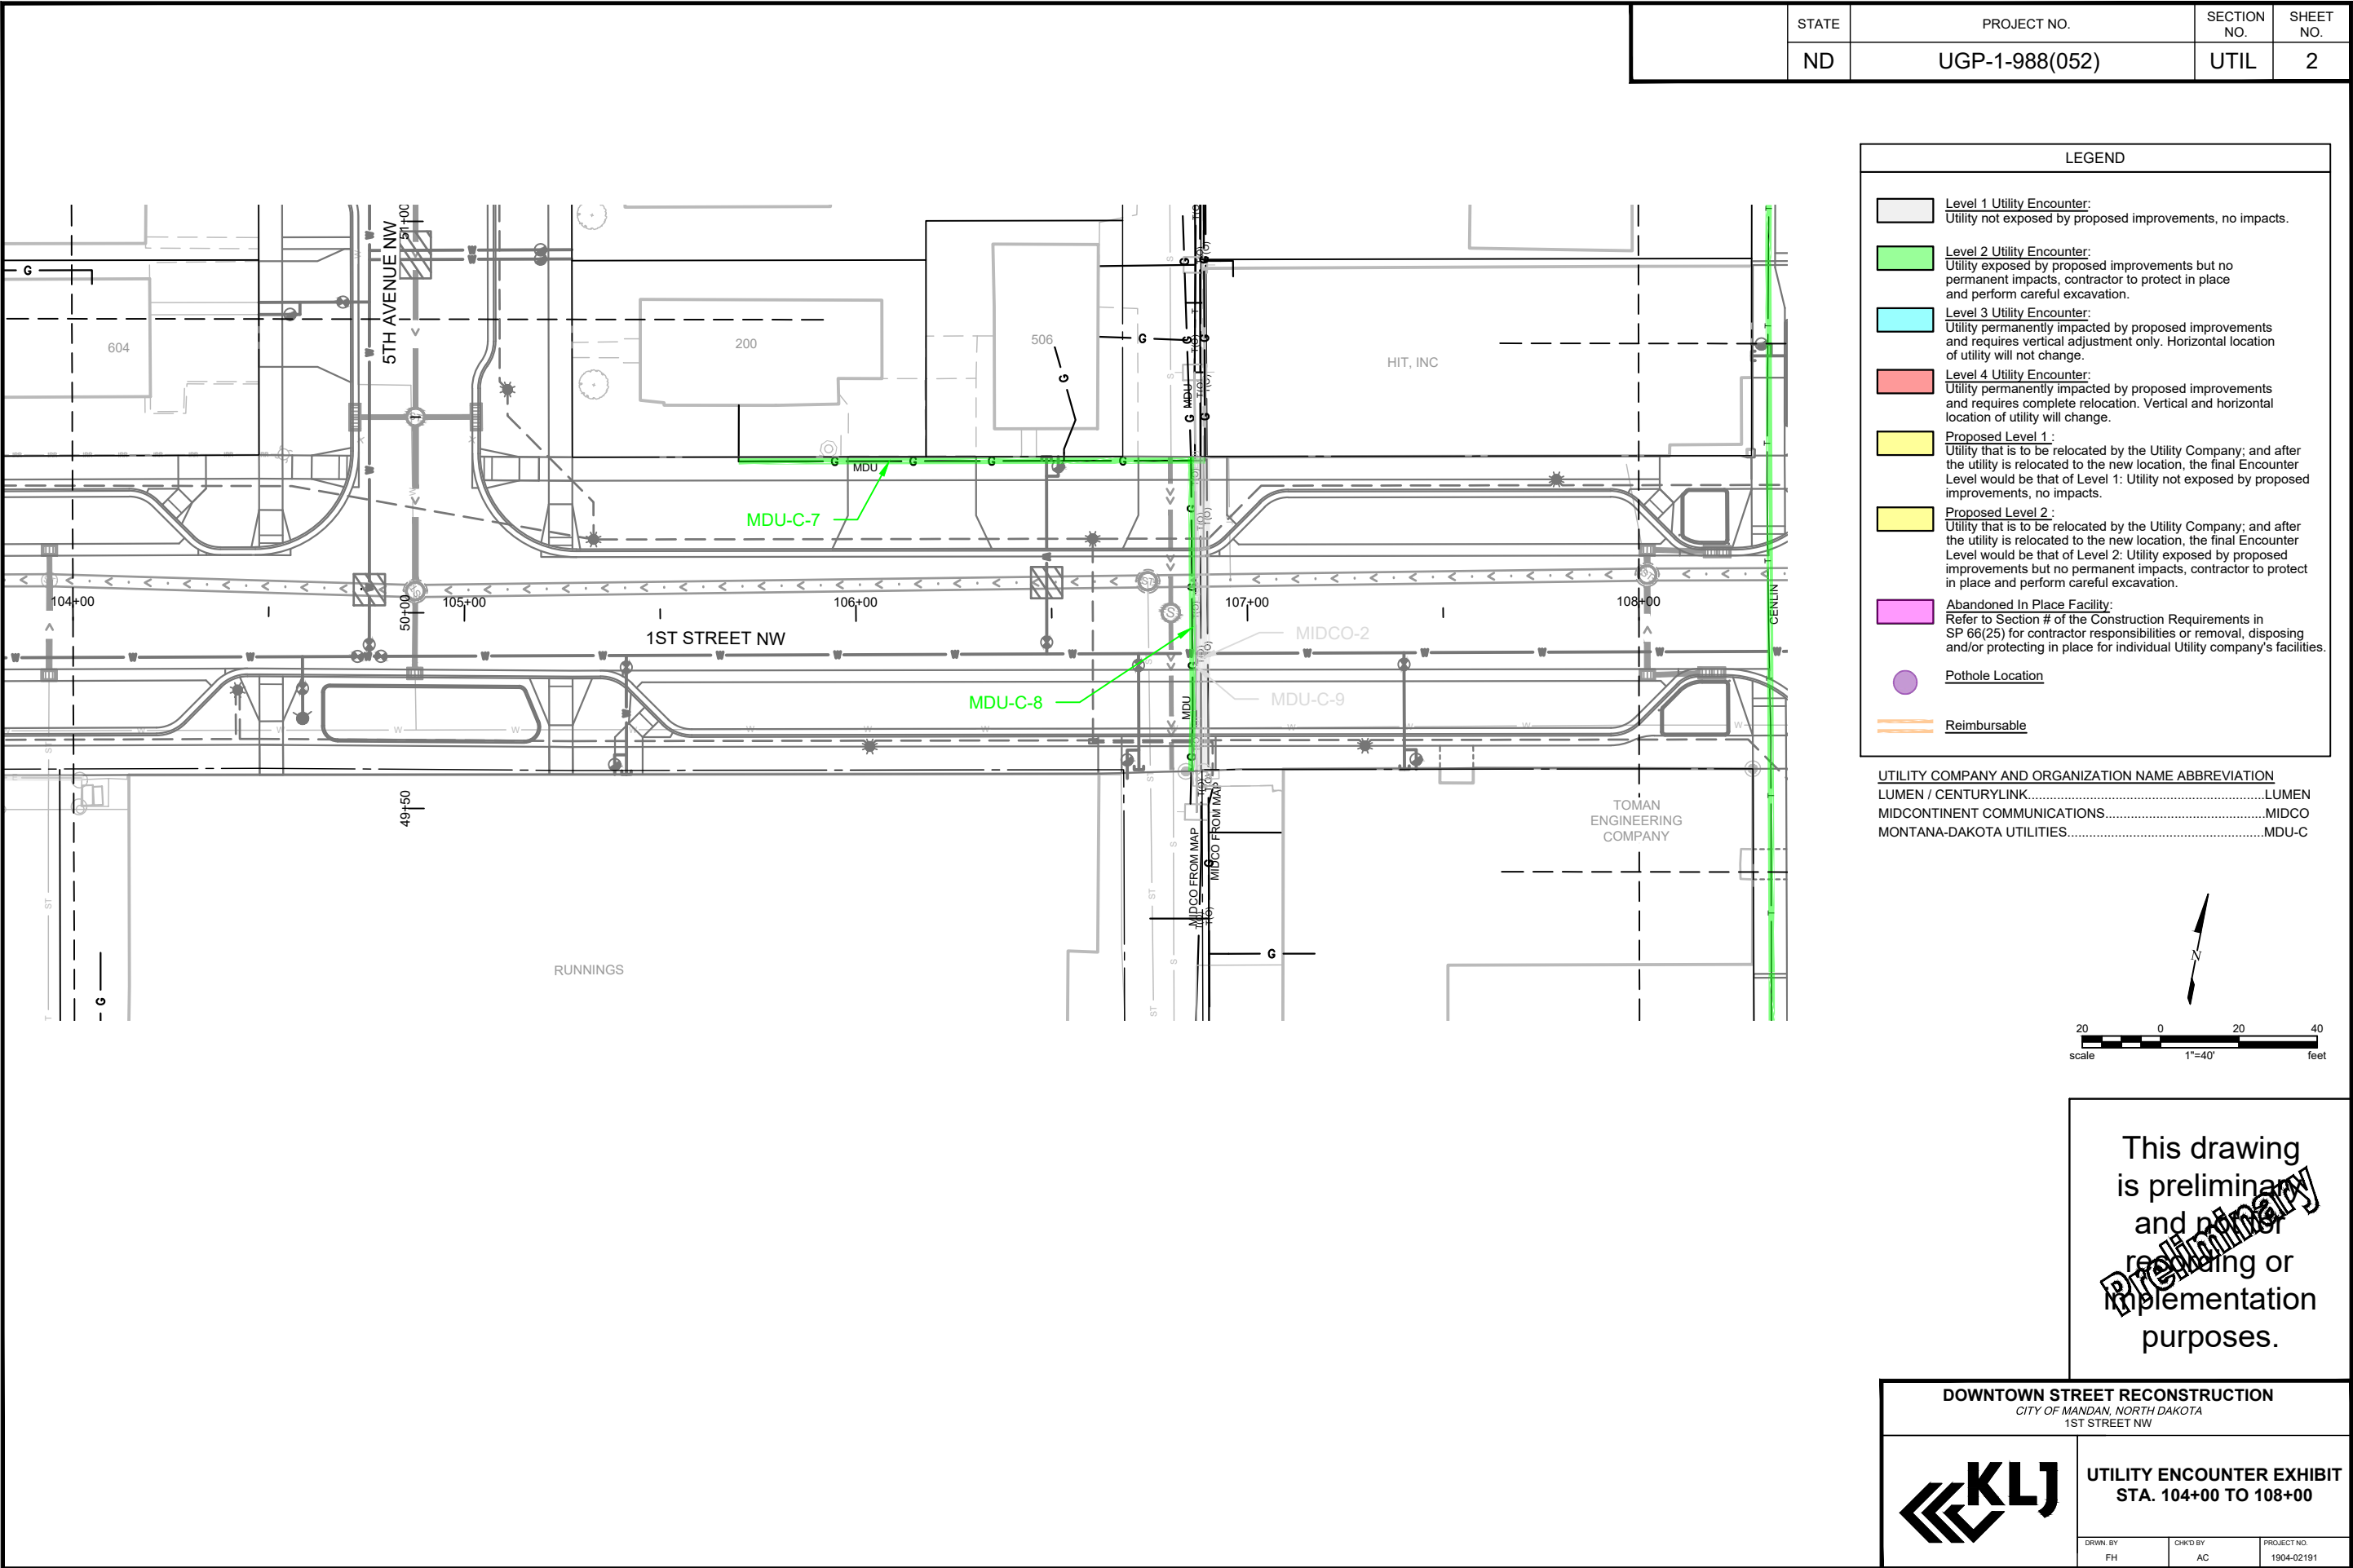 STATE
PROJECT NO.
SECTION NO.
SHEET NO.
ND
UGP-1-988(052)
UTIL
2
LEGEND
Level 1 Utility Encounter:
Utility not exposed by proposed improvements, no impacts.
Level 2 Utility Encounter:
Utility exposed by proposed improvements but no
permanent impacts, contractor to protect in place
and perform careful excavation.
Level 3 Utility Encounter:
Utility permanently impacted by proposed improvements
and requires vertical adjustment only. Horizontal location
of utility will not change.
Level 4 Utility Encounter:
Utility permanently impacted by proposed improvements
and requires complete relocation. Vertical and horizontal
location of utility will change.
Proposed Level 1 :
Utility that is to be relocated by the Utility Company; and after
the utility is relocated to the new location, the final Encounter
Level would be that of Level 1: Utility not exposed by proposed
improvements, no impacts.
Proposed Level 2 :
Utility that is to be relocated by the Utility Company; and after
the utility is relocated to the new location, the final Encounter
Level would be that of Level 2: Utility exposed by proposed
improvements but no permanent impacts, contractor to protect
in place and perform careful excavation.
Abandoned In Place Facility:
Refer to Section # of the Construction Requirements in
SP 66(25) for contractor responsibilities or removal, disposing
and/or protecting in place for individual Utility company's facilities.
Pothole Location
Reimbursable
UTILITY COMPANY AND ORGANIZATION NAME ABBREVIATION
LUMEN / CENTURYLINK..............................................................LUMEN
MIDCONTINENT COMMUNICATIONS..........................................MIDCO
MONTANA-DAKOTA UTILITIES....................................................MDU-C
5TH AVENUE NW
51+00
604
200
506
HIT, INC
MDU
MDU
MDU-C-7
104+00
105+00
106+00
107+00
108+00
50+00
1ST STREET NW
MIDCO-2
MDU-C-8
MDU-C-9
MDU
CENLIN
49+50
MIDCO FROM MAP
MIDCO FROM MAP
TOMAN
ENGINEERING
COMPANY
RUNNINGS
N
20 0 20 40
scale 1"=40' feet
This drawing
is preliminary
and not for
recording or
implementation
purposes.
Preliminary
DOWNTOWN STREET RECONSTRUCTION
CITY OF MANDAN, NORTH DAKOTA
1ST STREET NW
KLJ
UTILITY ENCOUNTER EXHIBIT
STA. 104+00 TO 108+00
DRWN. BY
FH
CHK'D BY
AC
PROJECT NO.
1904-02191